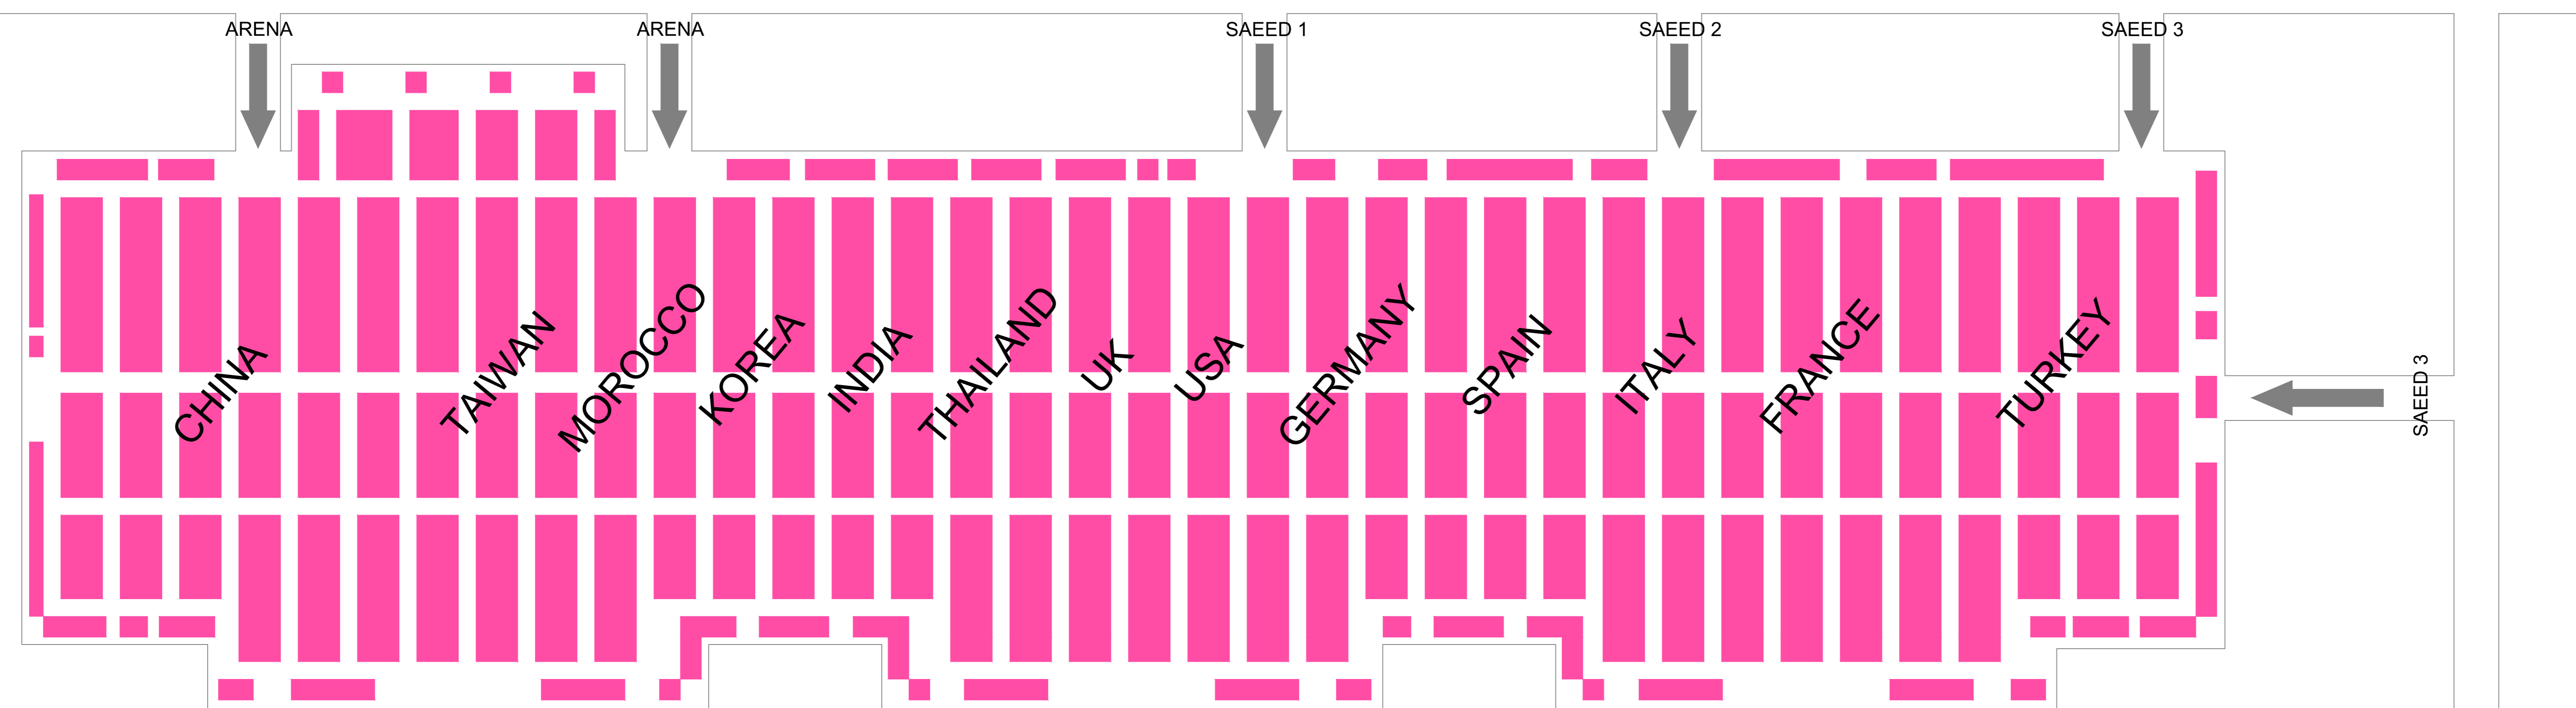 ARENA
ARENA
SAEED 1
SAEED 2
SAEED 3
CHINA
TAIWAN
MOROCCO
KOREA
INDIA
THAILAND
UK
USA
GERMANY
SPAIN
ITALY
FRANCE
TURKEY
SAEED 3